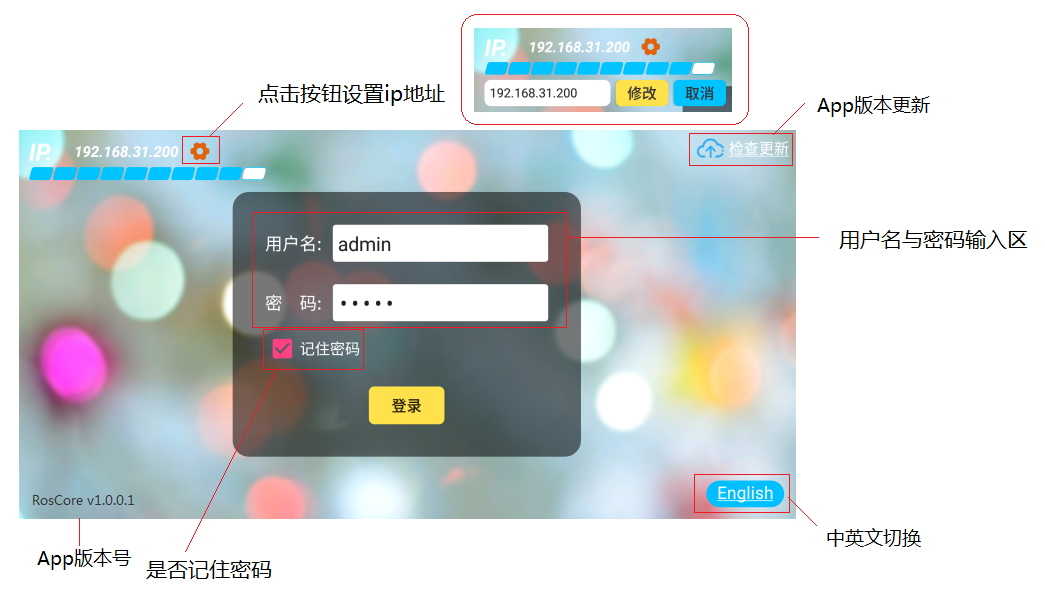 IP. 192.168.31.200
192.168.31.200 修改 取消
点击按钮设置ip地址
App版本更新
IP. 192.168.31.200
检查更新
用户名: admin
用户名与密码输入区
密 码: •••••
记住密码
登录
RosCore v1.0.0.1
English
中英文切换
App版本号
是否记住密码